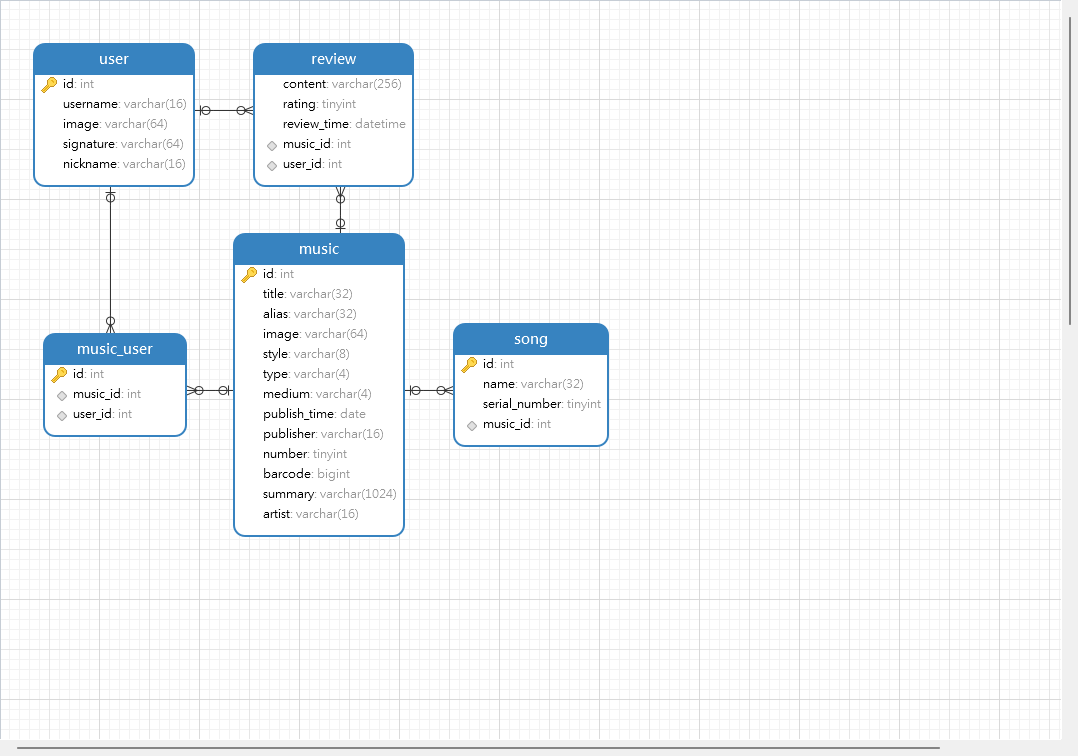 user
id: int
username: varchar(16)
image: varchar(64)
signature: varchar(64)
nickname: varchar(16)
review
content: varchar(256)
rating: tinyint
review_time: datetime
music_id: int
user_id: int
music
id: int
title: varchar(32)
alias: varchar(32)
image: varchar(64)
style: varchar(8)
type: varchar(4)
medium: varchar(4)
publish_time: date
publisher: varchar(16)
number: tinyint
barcode: bigint
summary: varchar(1024)
artist: varchar(16)
music_user
id: int
music_id: int
user_id: int
song
id: int
name: varchar(32)
serial_number: tinyint
music_id: int